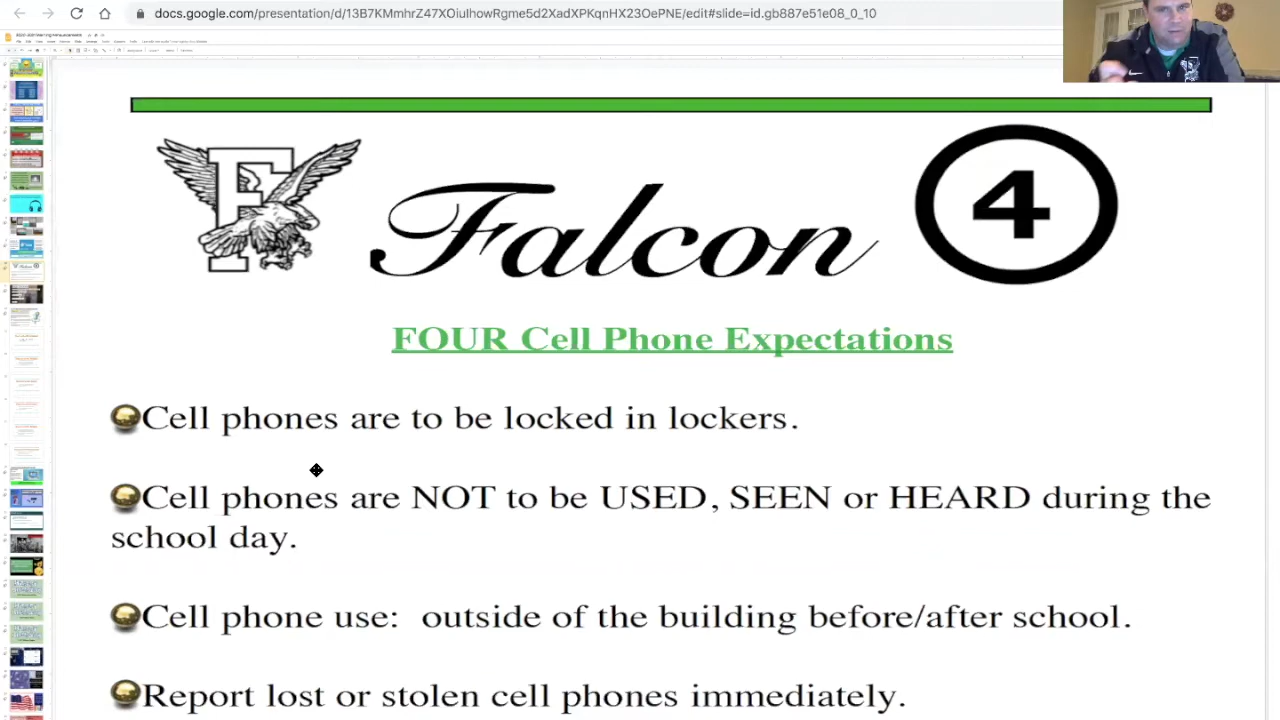 docs.google.com/presentation/d/13B7KMmhrZ47XOiulhowRgme5d2XadXPKqnHX23OePNE/edit#slide=id.gb887e51e08_0_10
F
Falcon
4
FOUR Cell Phone Expectations
Cell phones are to be locked in lockers.
Cell phones are NOT to be USED, SEEN or HEARD during the
school day.
Cell phone use: outside of the building before/after school.
Report lost or stolen cell phones immediately.